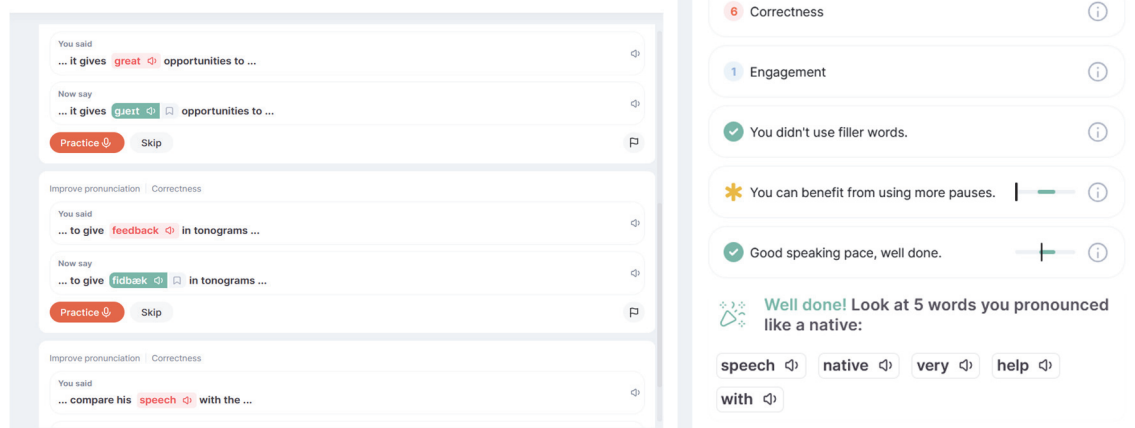 You said
... it gives great opportunities to ...
Now say
... it gives gɹeɪt opportunities to ...
Practice Skip
Improve pronunciation Correctness
You said
... to give feedback in tonograms ...
Now say
... to give fidbæk in tonograms ...
Practice Skip
Improve pronunciation Correctness
You said
... compare his speech with the ...
6 Correctness
1 Engagement
You didn't use filler words.
You can benefit from using more pauses.
Good speaking pace, well done.
Well done! Look at 5 words you pronounced
like a native:
speech native very help
with